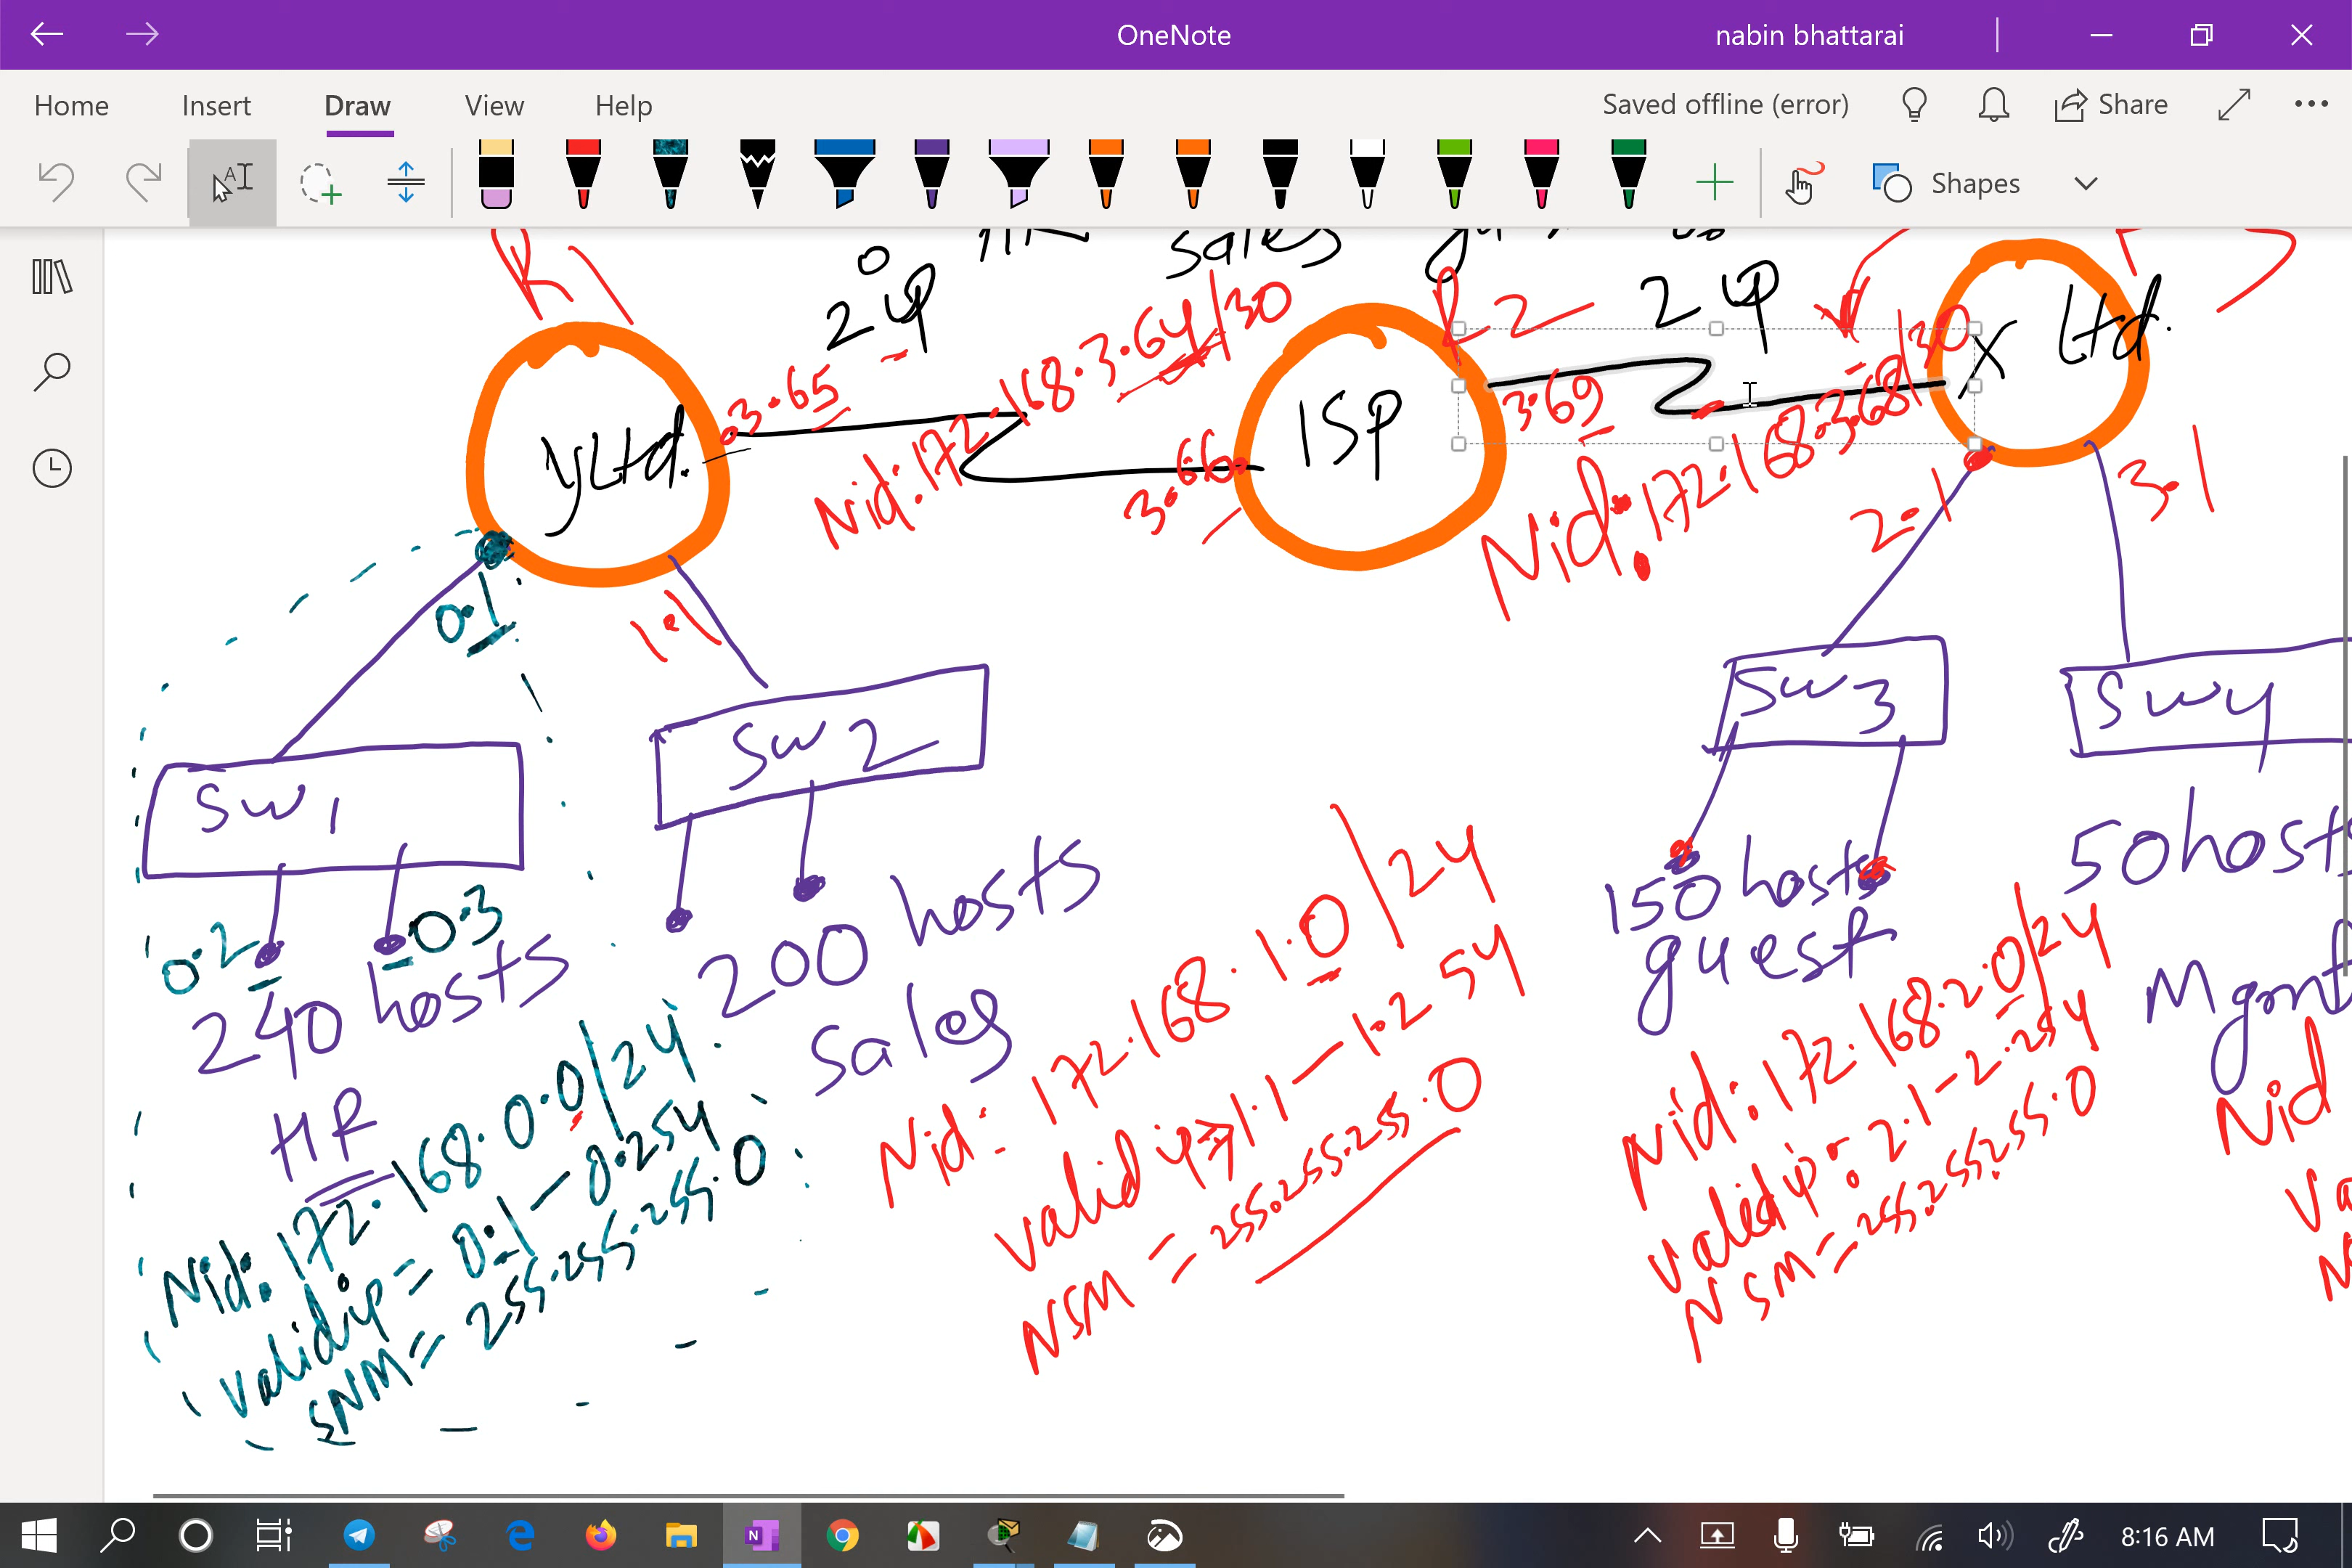 OneNote
nabin bhattarai
Home Insert Draw View Help
Saved offline (error)
Share
Shapes
sales
R1
2 ip
172.168.3.64/30
R2
2 ip
X Ltd.
3.65
Nid:
Y Ltd.
3.66
ISP
3.69
Nid: 172.168.3.68/30
2.1
3.1
0.1
1.1
SW1
SW 2
SW3
SW4
0.2
0.3
240 hosts
HR
Nid: 172.168.0.0/24
valid ip = 0.1 - 0.254
SNM = 255.255.255.0
200 hosts
sales
Nid: 172.168.1.0/24
valid ip 1.1 - 1.254
NSM = 255.255.255.0
150 hosts
guest
Nid: 172.168.2.0/24
valid ip: 2.1 - 2.254
NSM = 255.255.255.0
50 hosts
Mgmt
Nid
8:16 AM